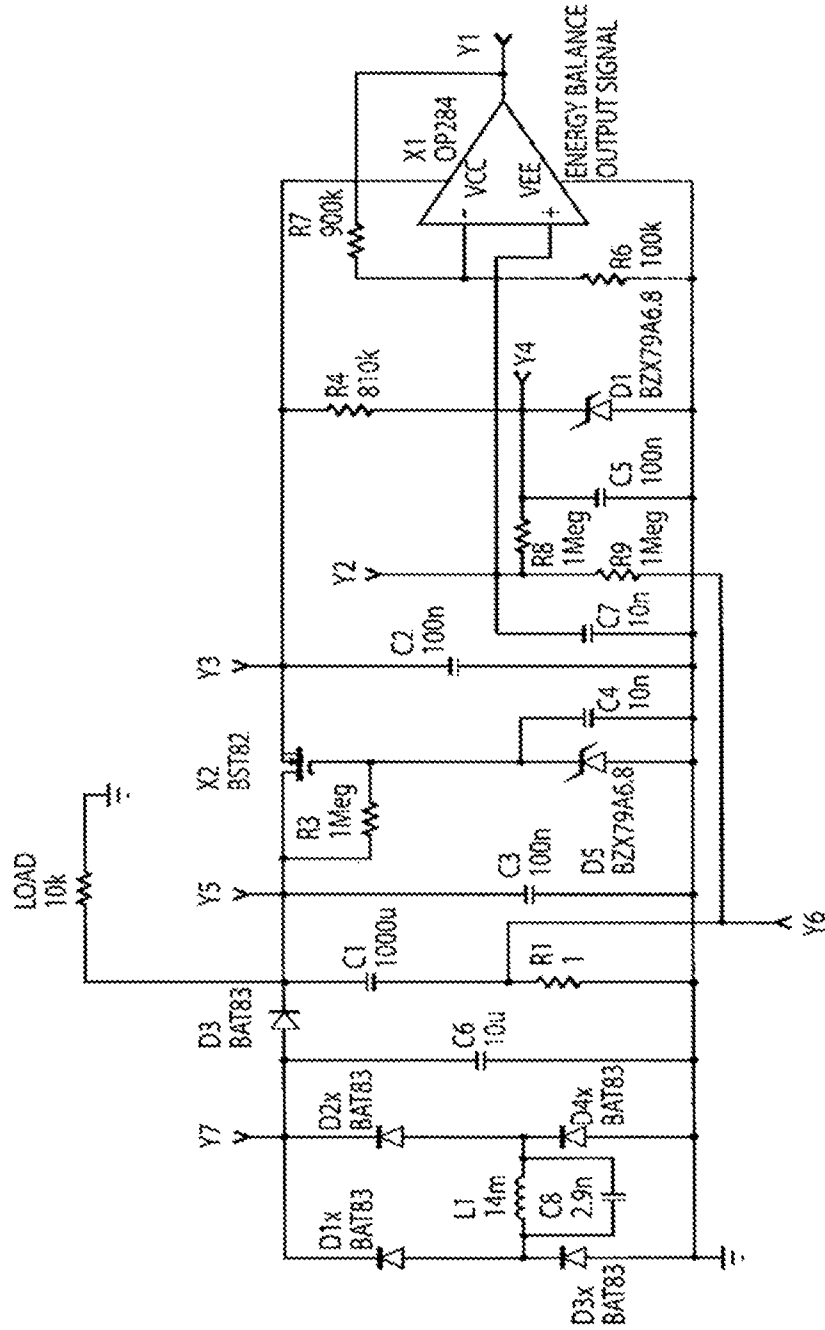 LOAD
10k
Y7
D3
BAT83
Y5
X2
BST82
Y3
Y2
R7
900k
X1
OP284
Y1
D1x
BAT83
D2x
BAT83
C6
10u
C1
1000u
R3
1Meg
C2
100n
R4
810k
VCC
-
VEE
+
ENERGY BALANCE
OUTPUT SIGNAL
L1
14m
C8
2.9n
D3x
BAT83
D4x
BAT83
R1
1
C3
100n
D5
BZX79A6.8
C4
10n
C7
10n
R8
1Meg
R9
1Meg
Y4
C5
100n
D1
BZX79A6.8
R6
100k
Y6